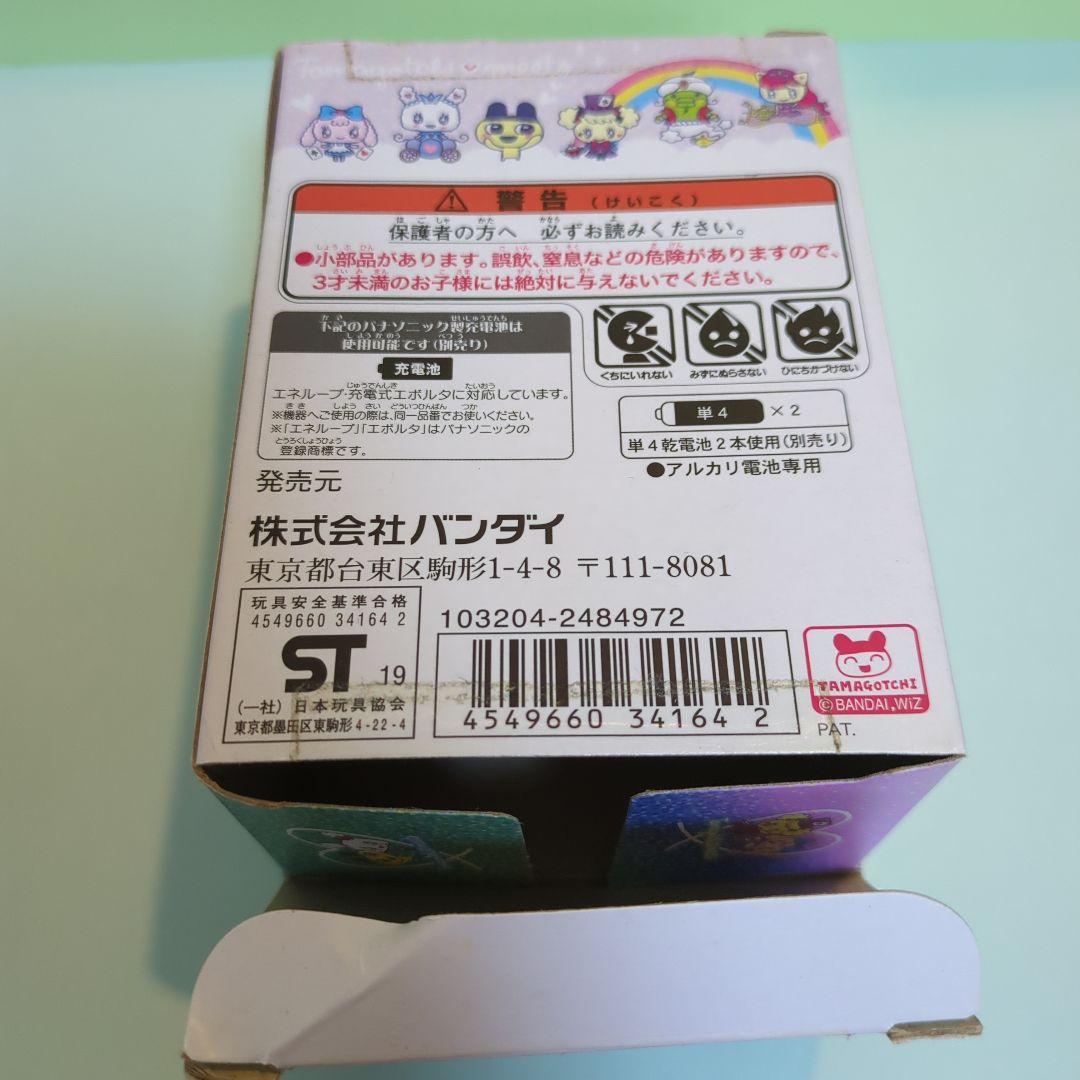 Tamagotchi meets
警告 (けいこく)
保護者の方へ 必ずお読みください。
●小部品があります。誤飲、窒息などの危険がありますので、
3才未満のお子様には絶対に与えないでください。
下記のパナソニック製充電池は
使用可能です(別売り)
充電池
エネループ・充電式エボルタに対応しています。
※機器へご使用の際は、同一品番でお使いください。
※「エネループ」「エボルタ」はパナソニックの
登録商標です。
くちにいれない みずにぬらさない ひにちかづけない
単4 ×2
単4乾電池2本使用(別売り)
●アルカリ電池専用
発売元
株式会社バンダイ
東京都台東区駒形1-4-8 〒111-8081
玩具安全基準合格
4549660 34164 2
ST 19
(一社) 日本玩具協会
東京都墨田区東駒形4-22-4
103204-2484972
4549660 341642
TAMAGOTCHI
©BANDAI,WiZ
PAT.